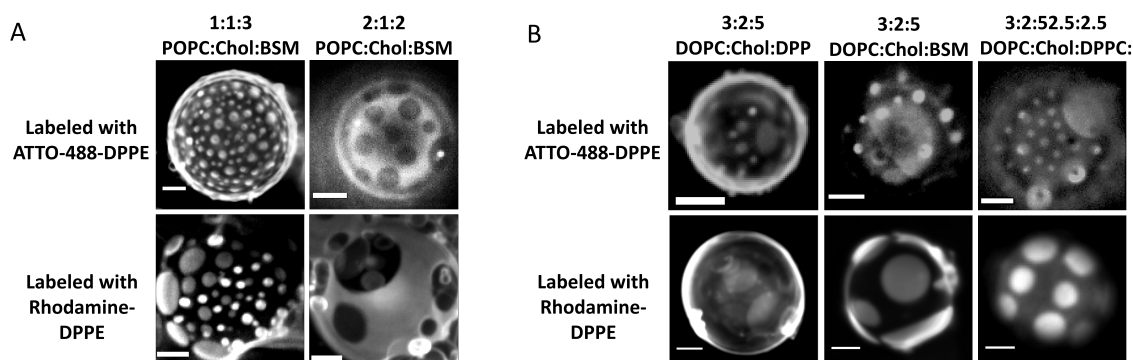 A
1:1:3
POPC:Chol:BSM
2:1:2
POPC:Chol:BSM
Labeled with
ATTO-488-DPPE
Labeled with
Rhodamine-
DPPE
B
3:2:5
DOPC:Chol:DPP
3:2:5
DOPC:Chol:BSM
3:2:52.5:2.5
DOPC:Chol:DPPC:
Labeled with
ATTO-488-DPPE
Labeled with
Rhodamine-
DPPE